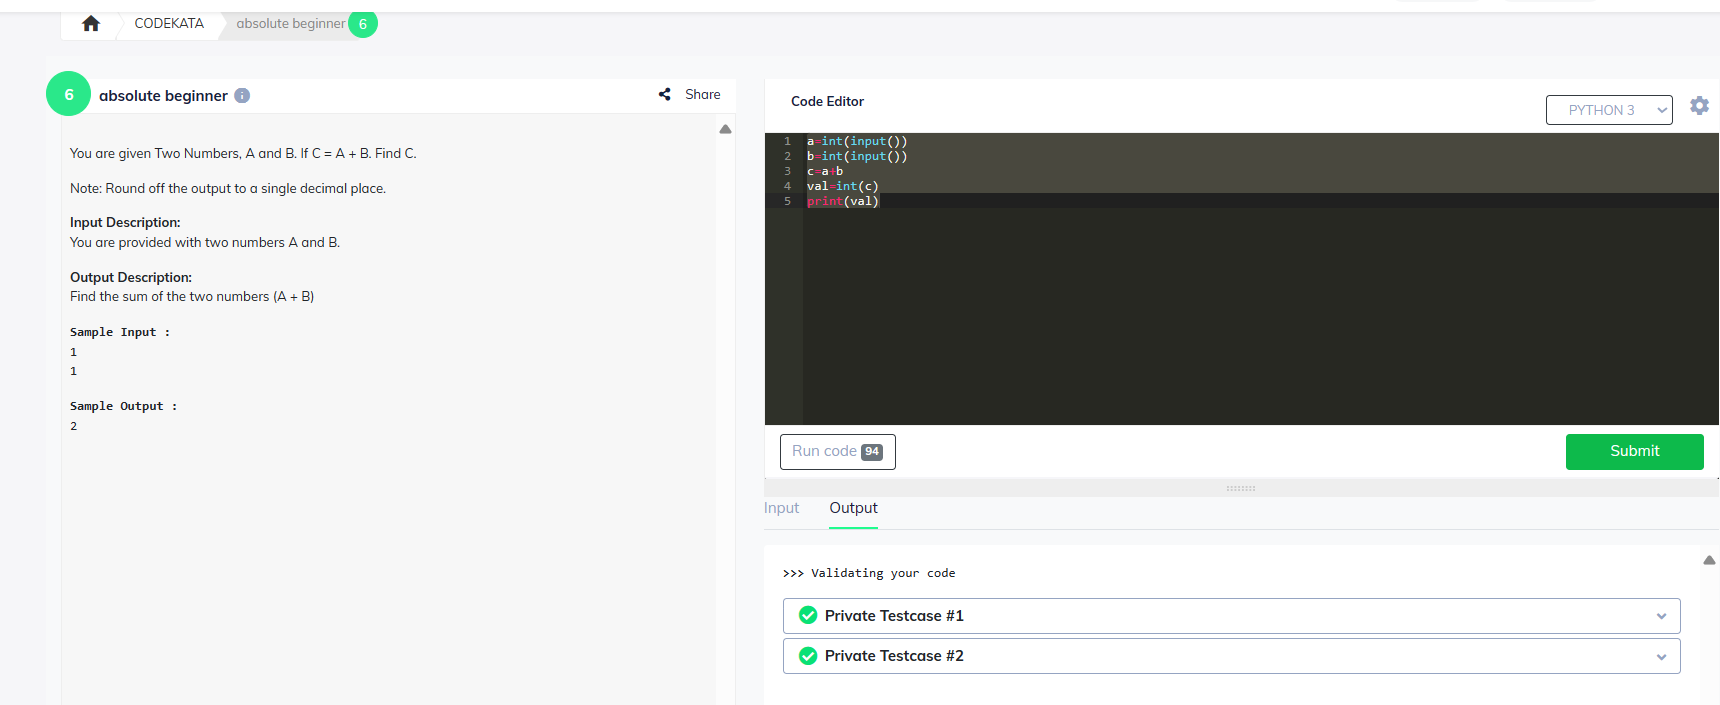 CODEKATA
absolute beginner 6
6 absolute beginner
Share
You are given Two Numbers, A and B. If C = A + B. Find C.
Note: Round off the output to a single decimal place.
Input Description:
You are provided with two numbers A and B.
Output Description:
Find the sum of the two numbers (A + B)
Sample Input :
1
1
Sample Output :
2
Code Editor
PYTHON 3
1 a=int(input())
2 b=int(input())
3 c=a+b
4 val=int(c)
5 print(val)
Run code 94
Submit
Input
Output
>>> Validating your code
Private Testcase #1
Private Testcase #2